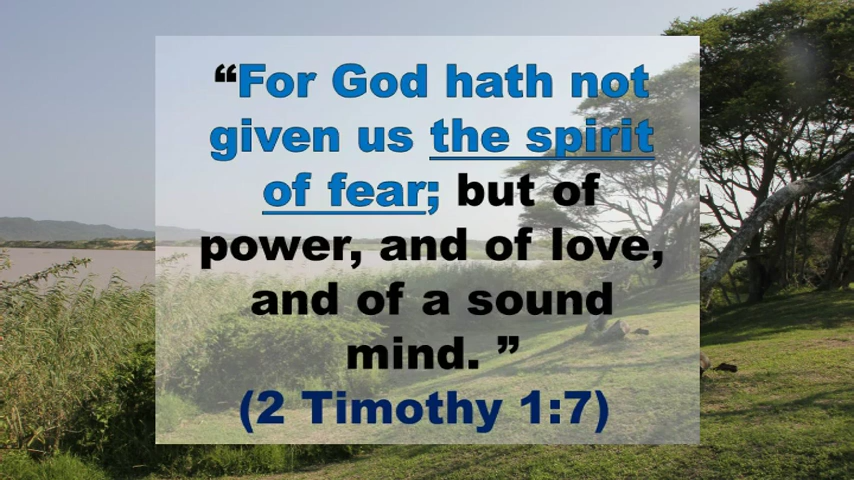 “For God hath not
given us the spirit
of fear; but of
power, and of love,
and of a sound
mind. ”
(2 Timothy 1:7)